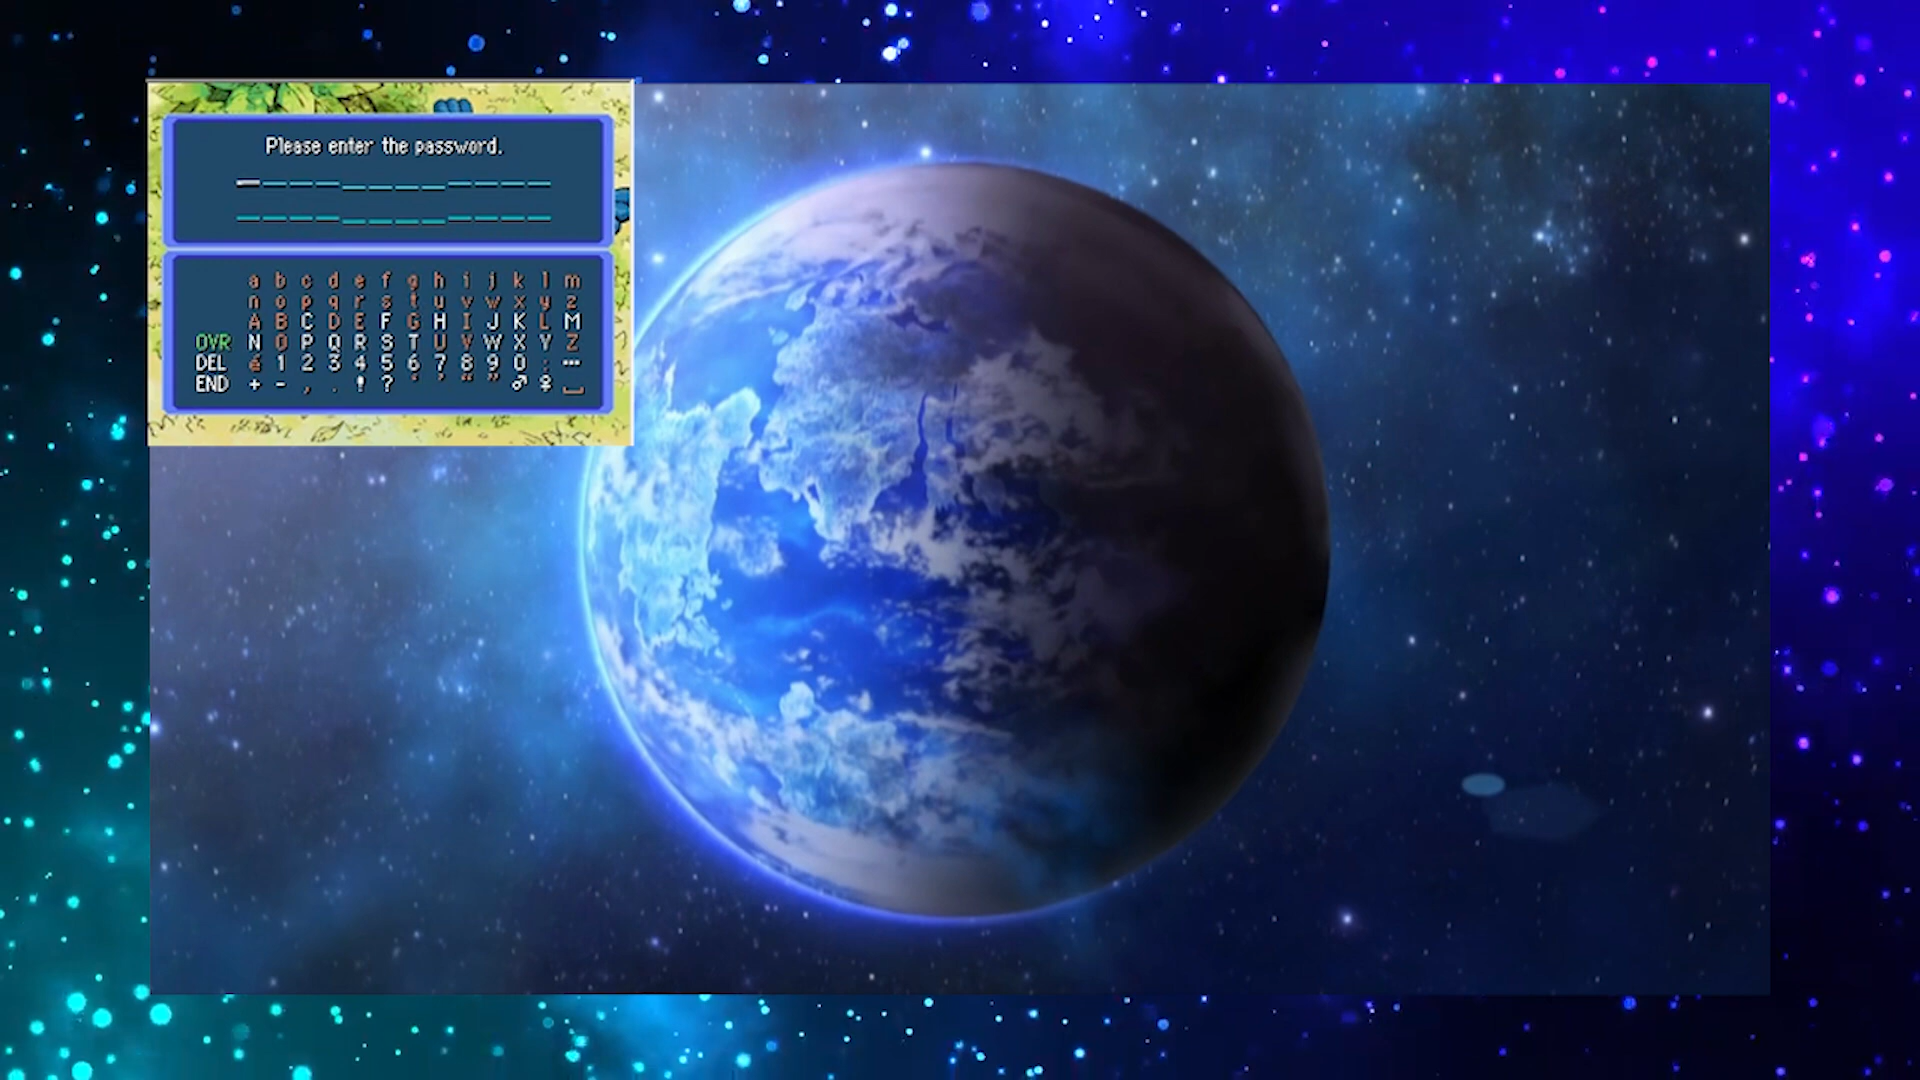 Please enter the password.
a b c d e f g h i j k l m
n o p q r s t u v w x y z
A B C D E F G H I J K L M
OVR N O P Q R S T U V W X Y Z
DEL é 1 2 3 4 5 6 7 8 9 0 : …
END + - , . ! ? ‘ ’ “ ” ♂ ♀ ⎵